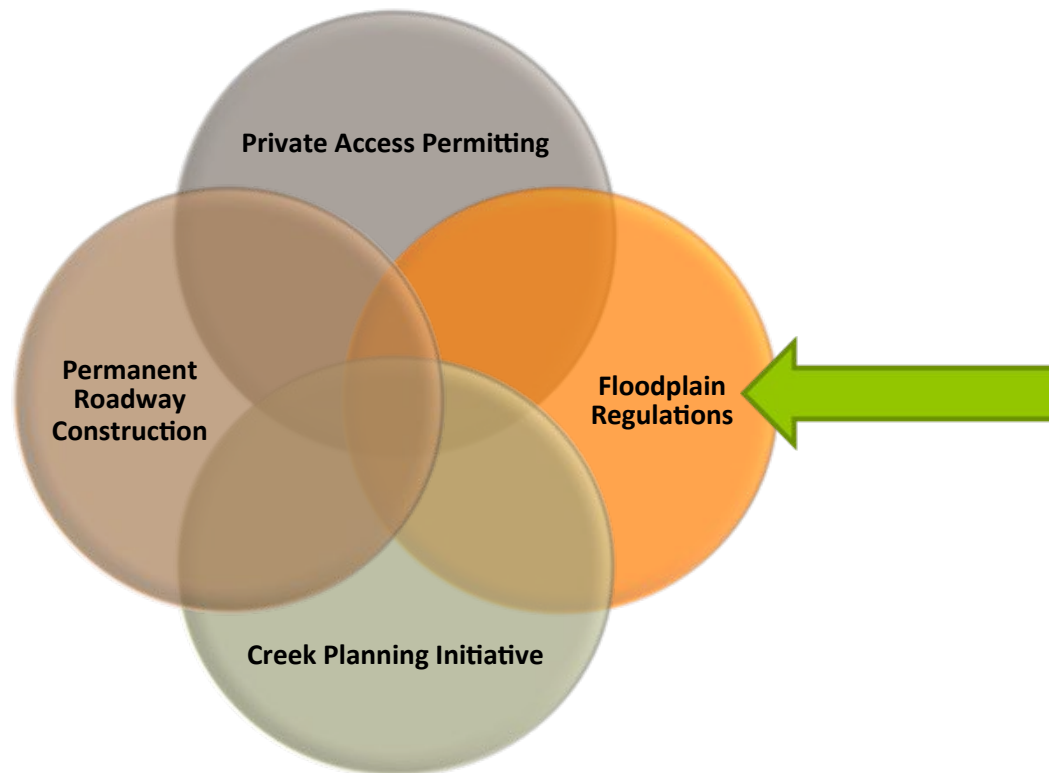 Private Access Permitting
Permanent
Roadway
Construction
Floodplain
Regulations
Creek Planning Initiative